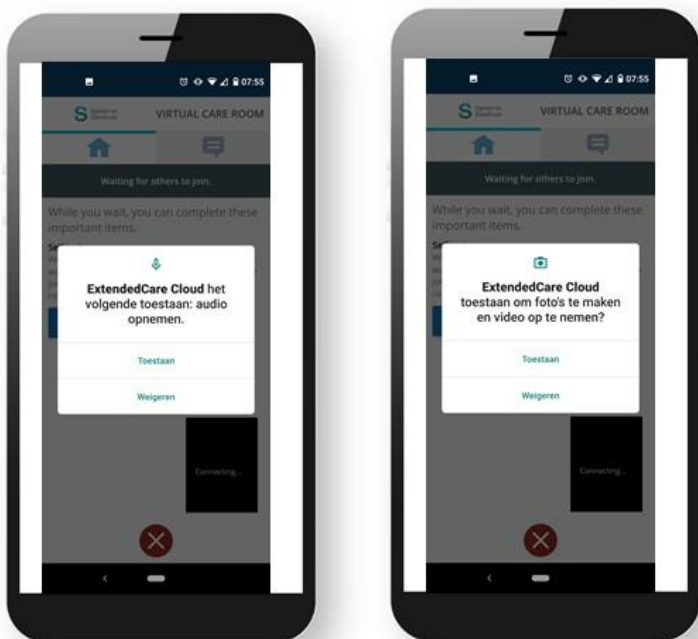 07:55
S
VIRTUAL CARE ROOM
Waiting for others to join.
While you wait, you can complete these
important items.
ExtendedCare Cloud het
volgende toestaan: audio
opnemen.
Toestaan
Weigeren
Connecting...
07:55
S
VIRTUAL CARE ROOM
Waiting for others to join.
While you wait, you can complete these
important items.
ExtendedCare Cloud
toestaan om foto's te maken
en video op te nemen?
Toestaan
Weigeren
Connecting...